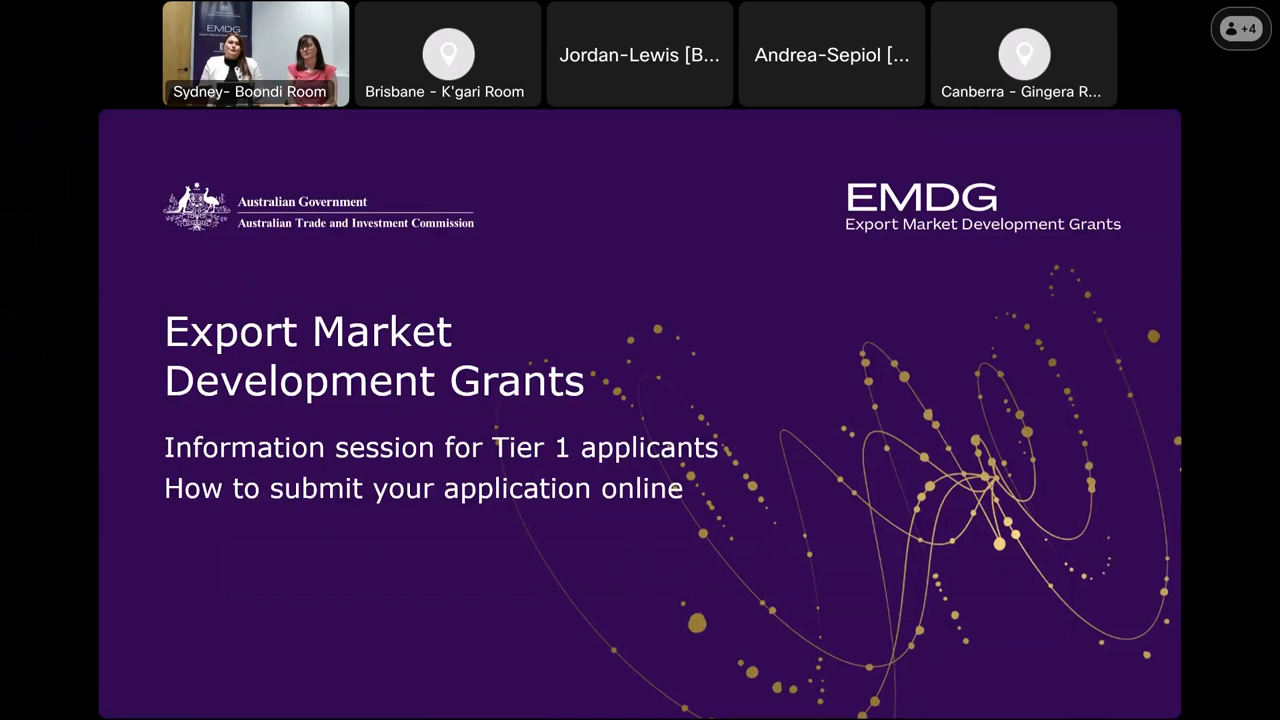 EMDG
Sydney- Boondi Room
Brisbane - K'gari Room
Jordan-Lewis [B...
Andrea-Sepiol [...
Canberra - Gingera R...
+4
Australian Government
Australian Trade and Investment Commission
EMDG
Export Market Development Grants
Export Market
Development Grants
Information session for Tier 1 applicants
How to submit your application online